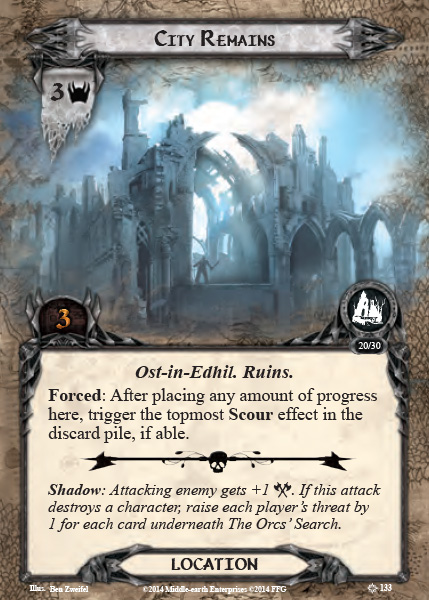 City Remains
3
3
20/30
Ost-in-Edhil. Ruins.
Forced: After placing any amount of progress
here, trigger the topmost Scour effect in the
discard pile, if able.
Shadow: Attacking enemy gets +1 . If this attack
destroys a character, raise each player's threat by
1 for each card underneath The Orcs' Search.
LOCATION
Illus. Ben Zweifel
©2014 Middle-earth Enterprises ©2014 FFG
133